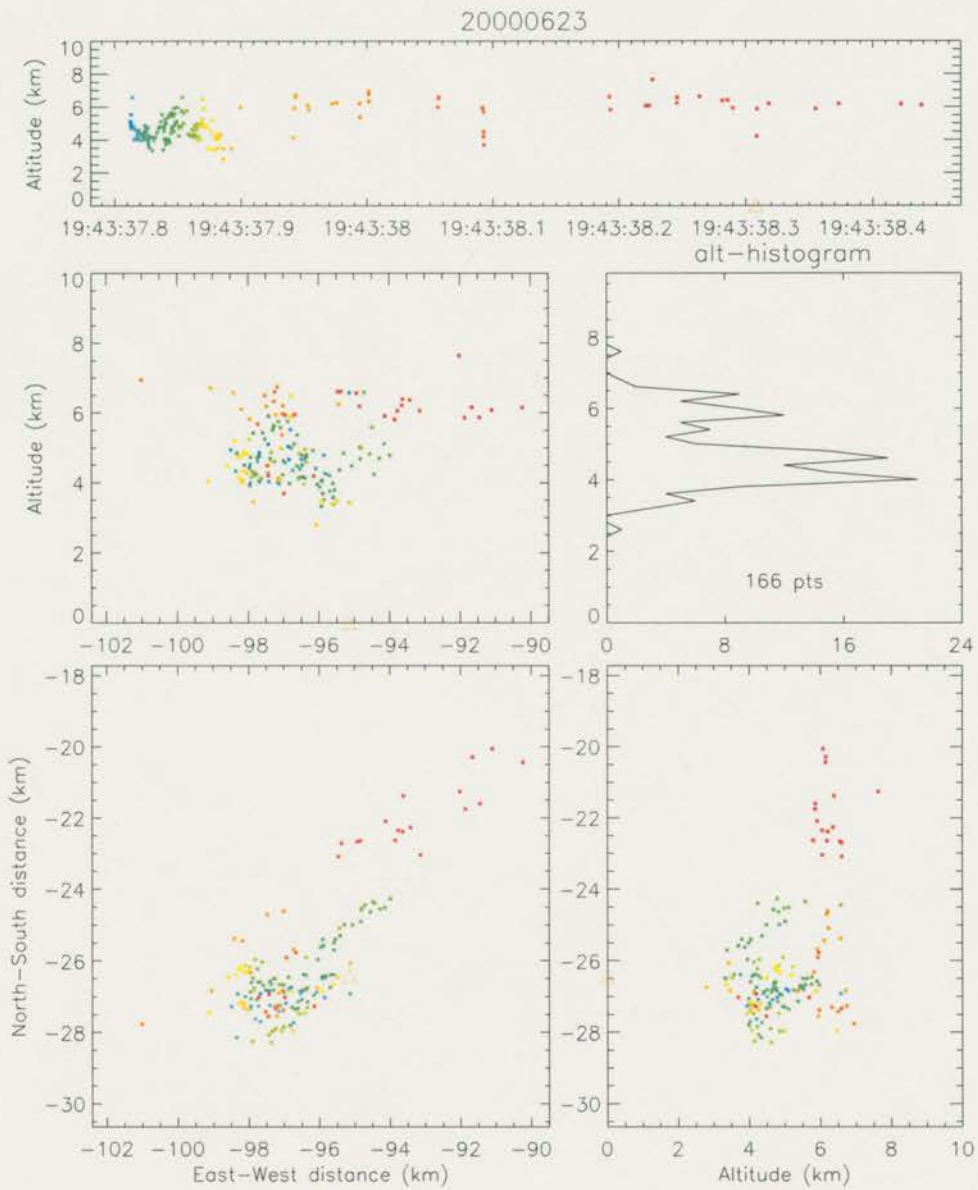 20000623
Altitude (km)
10
8
6
4
2
0
19:43:37.8 19:43:37.9 19:43:38 19:43:38.1 19:43:38.2 19:43:38.3 19:43:38.4
alt-histogram
Altitude (km)
10
8
6
4
2
0
-102 -100 -98 -96 -94 -92 -90
8
6
4
2
0
166 pts
0 8 16 24
North-South distance (km)
-18
-20
-22
-24
-26
-28
-30
-102 -100 -98 -96 -94 -92 -90
East-West distance (km)
-18
-20
-22
-24
-26
-28
-30
0 2 4 6 8 10
Altitude (km)